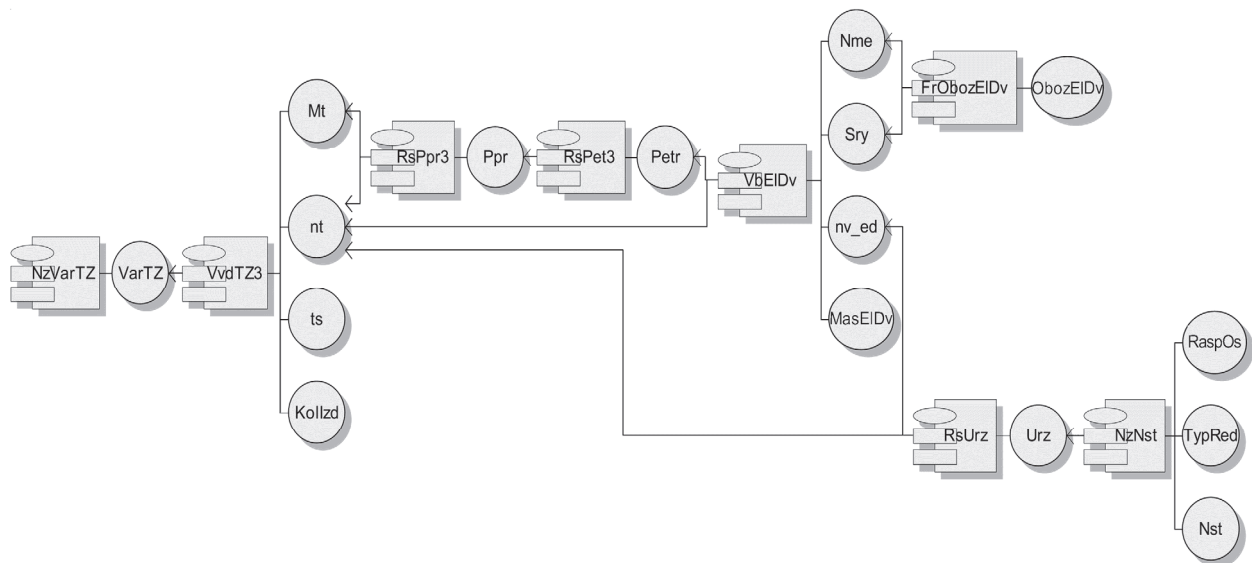 Nme
FrObozElDv
ObozElDv
Mt
Sry
RsPpr3
Ppr
RsPet3
Petr
VbElDv
nt
nv_ed
NzVarTZ
VarTZ
VvdTZ3
ts
MasElDv
RaspOs
KolIzd
RsUrz
Urz
NzNst
TypRed
Nst